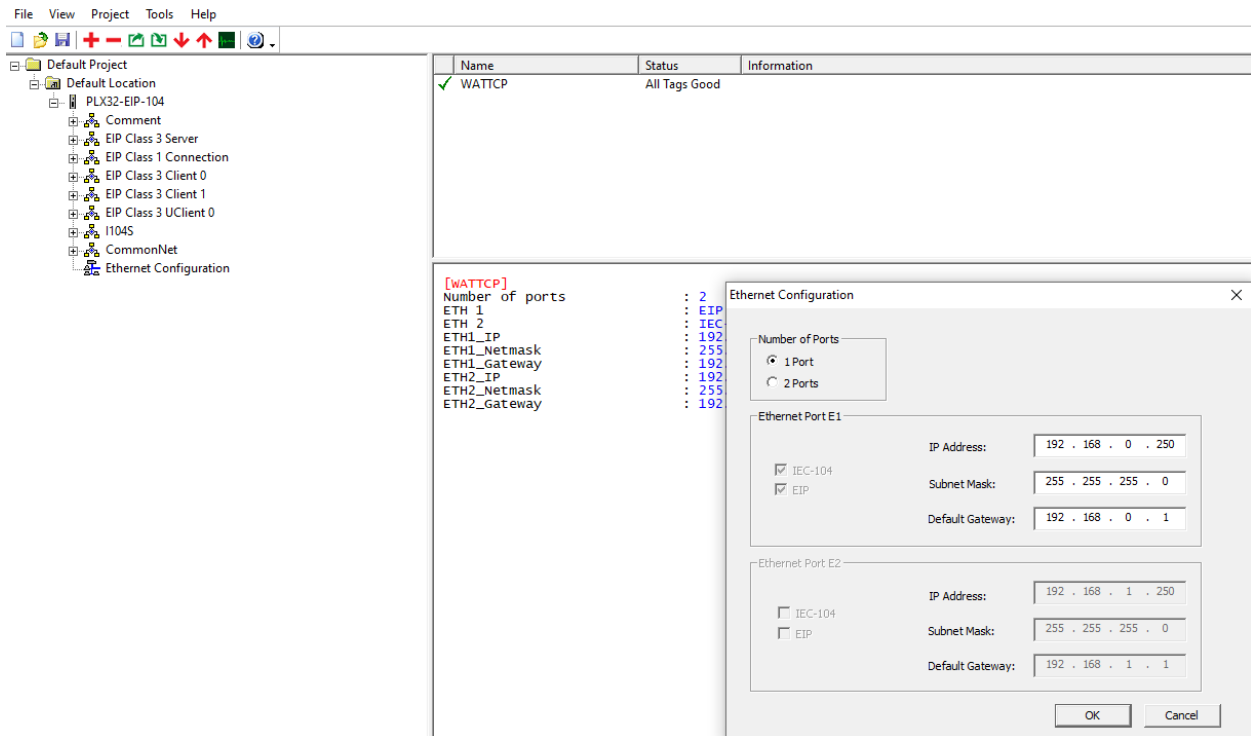 File View Project Tools Help
Default Project
Default Location
PLX32-EIP-104
Comment
EIP Class 3 Server
EIP Class 1 Connection
EIP Class 3 Client 0
EIP Class 3 Client 1
EIP Class 3 UClient 0
I104S
CommonNet
Ethernet Configuration
Name Status Information
WATTCP All Tags Good
[WATTCP]
Number of ports : 2
ETH 1 : EIP
ETH 2 : IEC-
ETH1_IP : 192.
ETH1_Netmask : 255.
ETH1_Gateway : 192.
ETH2_IP : 192.
ETH2_Netmask : 255.
ETH2_Gateway : 192.
Ethernet Configuration
Number of Ports
1 Port
2 Ports
Ethernet Port E1
IEC-104
EIP
IP Address: 192 . 168 . 0 . 250
Subnet Mask: 255 . 255 . 255 . 0
Default Gateway: 192 . 168 . 0 . 1
Ethernet Port E2
IEC-104
EIP
IP Address: 192 . 168 . 1 . 250
Subnet Mask: 255 . 255 . 255 . 0
Default Gateway: 192 . 168 . 1 . 1
OK Cancel